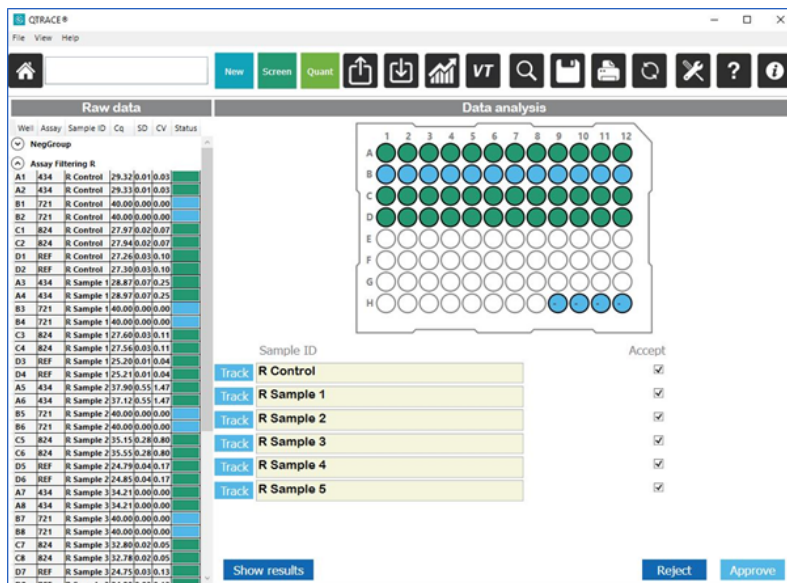 QTRACE®
File View Help
New Screen Quant VT ? i
Raw data Data analysis
Well Assay Sample ID Cq SD CV Status
NegGroup
Assay Filtering R
A1 434 R Control 29.32 0.01 0.03
A2 434 R Control 29.33 0.01 0.03
B1 721 R Control 40.00 0.00 0.00
B2 721 R Control 40.00 0.00 0.00
C1 824 R Control 27.97 0.02 0.07
C2 824 R Control 27.94 0.02 0.07
D1 REF R Control 27.26 0.03 0.10
D2 REF R Control 27.30 0.03 0.10
A3 434 R Sample 1 28.87 0.07 0.25
A4 434 R Sample 1 28.97 0.07 0.25
B3 721 R Sample 1 40.00 0.00 0.00
B4 721 R Sample 1 40.00 0.00 0.00
C3 824 R Sample 1 27.60 0.03 0.11
C4 824 R Sample 1 27.56 0.03 0.11
D3 REF R Sample 1 25.20 0.01 0.04
D4 REF R Sample 1 25.21 0.01 0.04
A5 434 R Sample 2 37.90 0.55 1.47
A6 434 R Sample 2 37.12 0.55 1.47
B5 721 R Sample 2 40.00 0.00 0.00
B6 721 R Sample 2 40.00 0.00 0.00
C5 824 R Sample 2 35.15 0.28 0.80
C6 824 R Sample 2 35.55 0.28 0.80
D5 REF R Sample 2 24.79 0.04 0.17
D6 REF R Sample 2 24.85 0.04 0.17
A7 434 R Sample 3 34.21 0.00 0.00
A8 434 R Sample 3 34.21 0.00 0.00
B7 721 R Sample 3 40.00 0.00 0.00
B8 721 R Sample 3 40.00 0.00 0.00
C7 824 R Sample 3 32.80 0.02 0.05
C8 824 R Sample 3 32.78 0.02 0.05
D7 REF R Sample 3 24.75 0.03 0.13
1 2 3 4 5 6 7 8 9 10 11 12
A
B
C
D
E
F
G
H - - - -
Sample ID Accept
Track R Control
Track R Sample 1
Track R Sample 2
Track R Sample 3
Track R Sample 4
Track R Sample 5
Show results Reject Approve